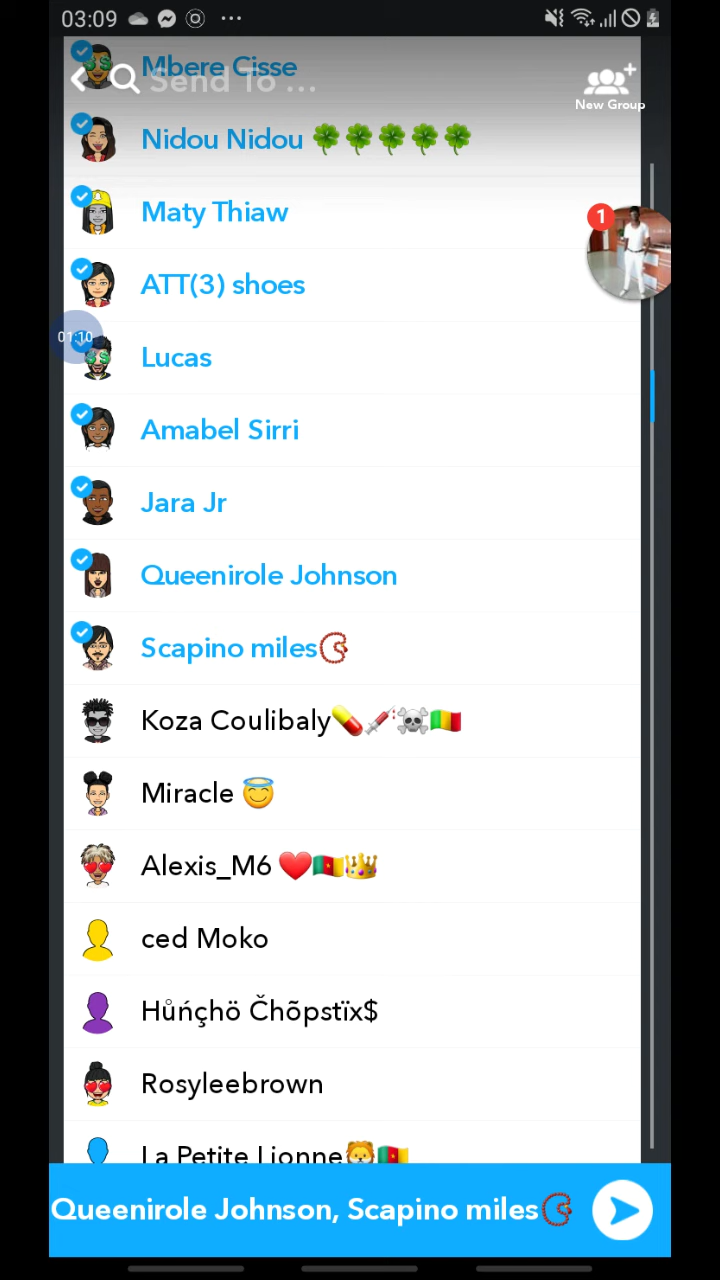 03:09
Mbere Cisse
Send To ...
New Group
Nidou Nidou 🍀🍀🍀🍀🍀
Maty Thiaw
1
ATT(3) shoes
01:10
Lucas
Amabel Sirri
Jara Jr
Queenirole Johnson
Scapino miles📿
Koza Coulibaly💊💉☠️🇲🇱
Miracle 😇
Alexis_M6 ❤️🇨🇲👑
ced Moko
Hůńçhö Čhõpstïx$
Rosyleebrown
La Petite Lionne🦁🇨🇲
Queenirole Johnson, Scapino miles📿